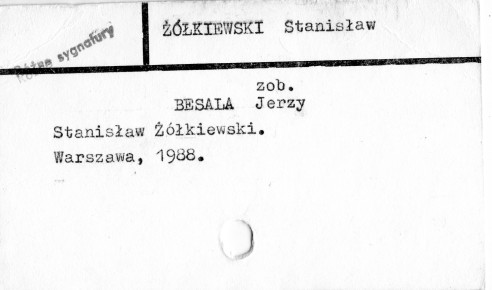 Różne sygnatury
ŻÓŁKIEWSKI Stanisław
zob.
BESALA Jerzy
Stanisław Żółkiewski.
Warszawa, 1988.